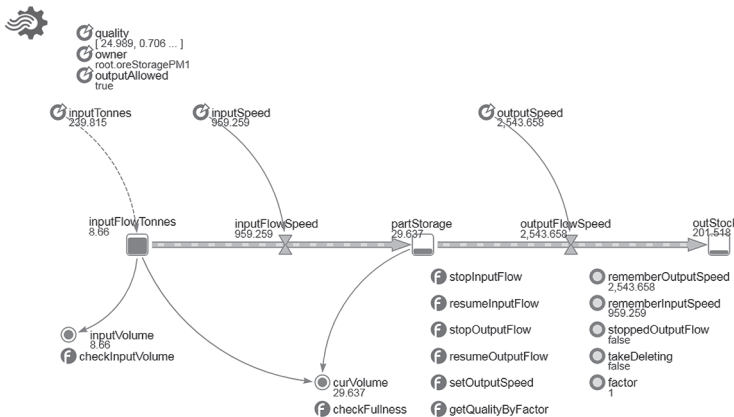 quality
[ 24.989, 0.706 ... ]
owner
root.oreStoragePM1
outputAllowed
true
inputTonnes
239.815
inputSpeed
959.259
outputSpeed
2,543.658
inputFlowTonnes
8.66
inputFlowSpeed
959.259
partStorage
29.637
outputFlowSpeed
2,543.658
outStock
201.518
F stopInputFlow
F resumeInputFlow
F stopOutputFlow
F resumeOutputFlow
F setOutputSpeed
F getQualityByFactor
rememberOutputSpeed
2,543.658
rememberInputSpeed
959.259
stoppedOutputFlow
false
takeDeleting
false
factor
1
inputVolume
8.66
F checkInputVolume
curVolume
29.637
F checkFullness